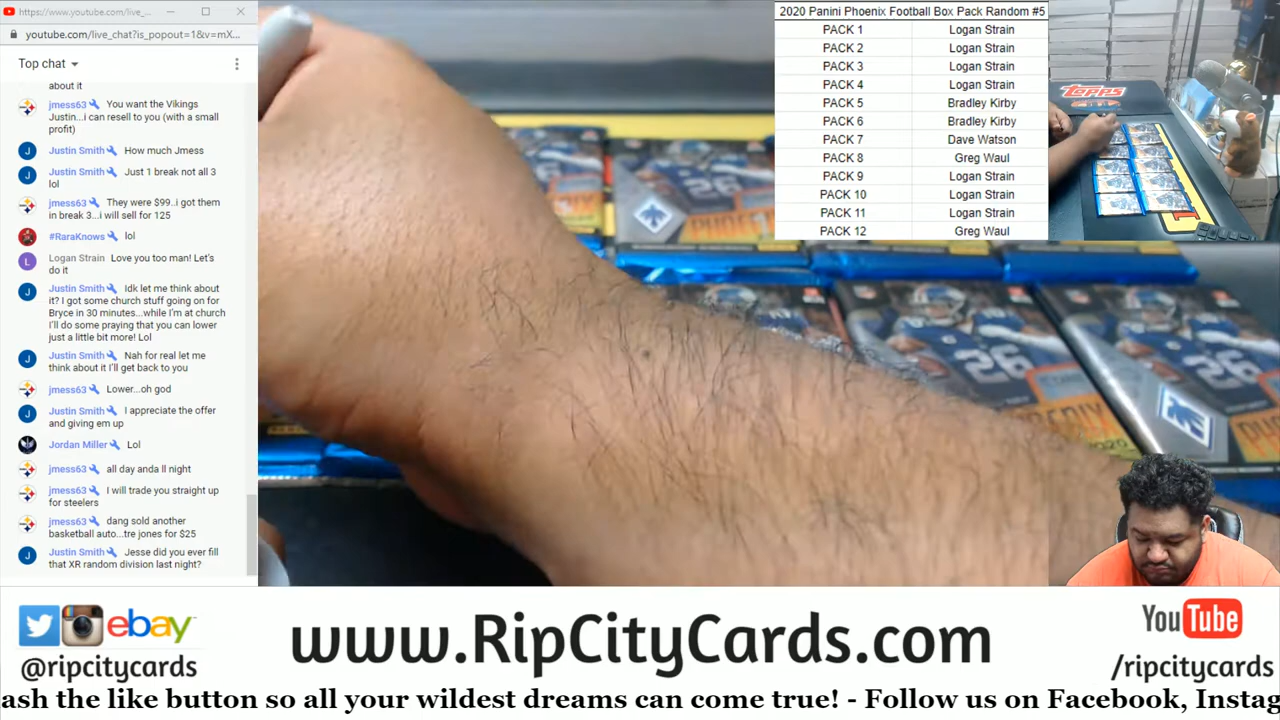 https://www.youtube.com/live_...
youtube.com/live_chat?is_popout=1&v=mX...
Top chat
about it
jmess63 You want the Vikings
Justin...i can resell to you (with a small
profit)
Justin Smith How much Jmess
Justin Smith Just 1 break not all 3
lol
jmess63 They were $99..i got them
in break 3...i will sell for 125
#RaraKnows lol
Logan Strain Love you too man! Let's
do it
Justin Smith Idk let me think about
it? I got some church stuff going on for
Bryce in 30 minutes...while I'm at church
I'll do some praying that you can lower
just a little bit more! Lol
Justin Smith Nah for real let me
think about it I'll get back to you
jmess63 Lower...oh god
Justin Smith I appreciate the offer
and giving em up
Jordan Miller Lol
jmess63 all day anda ll night
jmess63 I will trade you straight up
for steelers
jmess63 dang sold another
basketball auto...tre jones for $25
Justin Smith Jesse did you ever fill
that XR random division last night?
2020 Panini Phoenix Football Box Pack Random #5
PACK 1 Logan Strain
PACK 2 Logan Strain
PACK 3 Logan Strain
PACK 4 Logan Strain
PACK 5 Bradley Kirby
PACK 6 Bradley Kirby
PACK 7 Dave Watson
PACK 8 Greg Waul
PACK 9 Logan Strain
PACK 10 Logan Strain
PACK 11 Logan Strain
PACK 12 Greg Waul
Topps
26
26
26
2020
ebay
@ripcitycards
www.RipCityCards.com
YouTube
/ripcitycards
ash the like button so all your wildest dreams can come true! - Follow us on Facebook, Instag